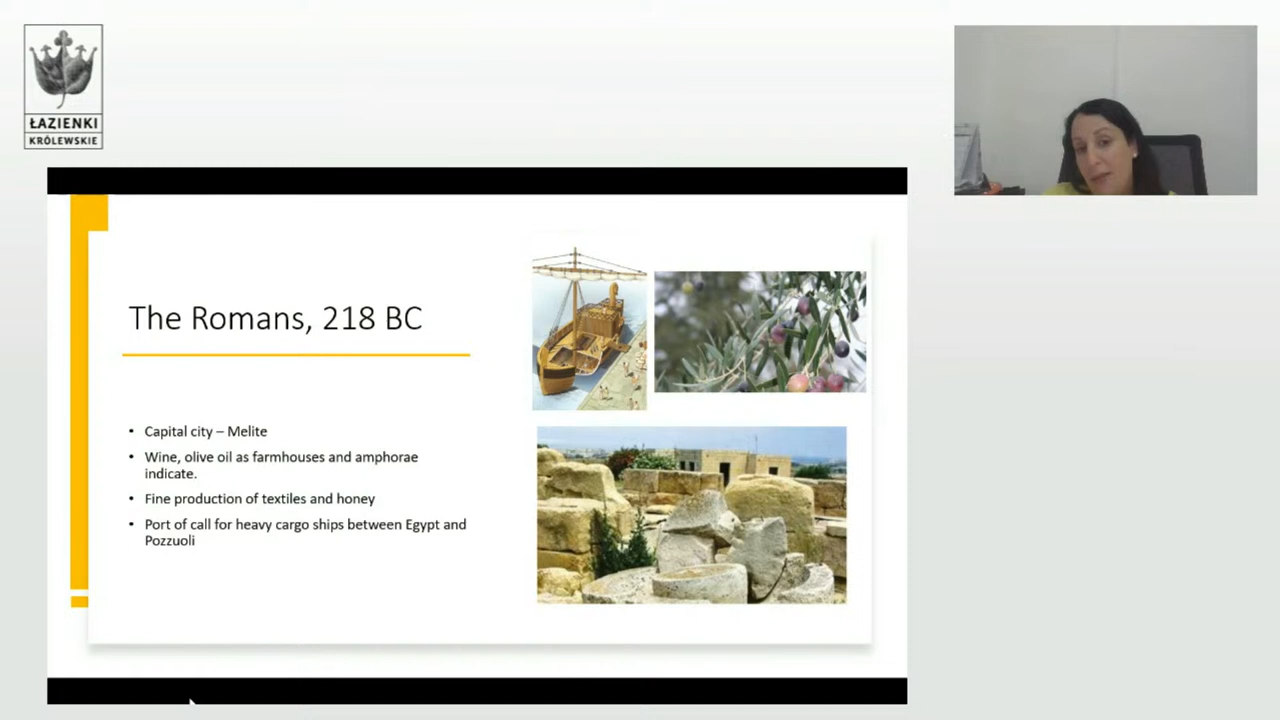 ŁAZIENKI
KRÓLEWSKIE
The Romans, 218 BC
• Capital city – Melite
• Wine, olive oil as farmhouses and amphorae
indicate.
• Fine production of textiles and honey
• Port of call for heavy cargo ships between Egypt and
Pozzuoli